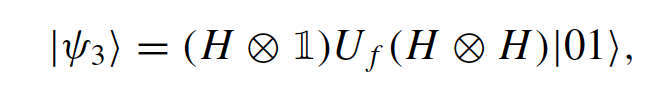 |ψ₃⟩ = (H ⊗ 𝟙)U_f(H ⊗ H)|01⟩,